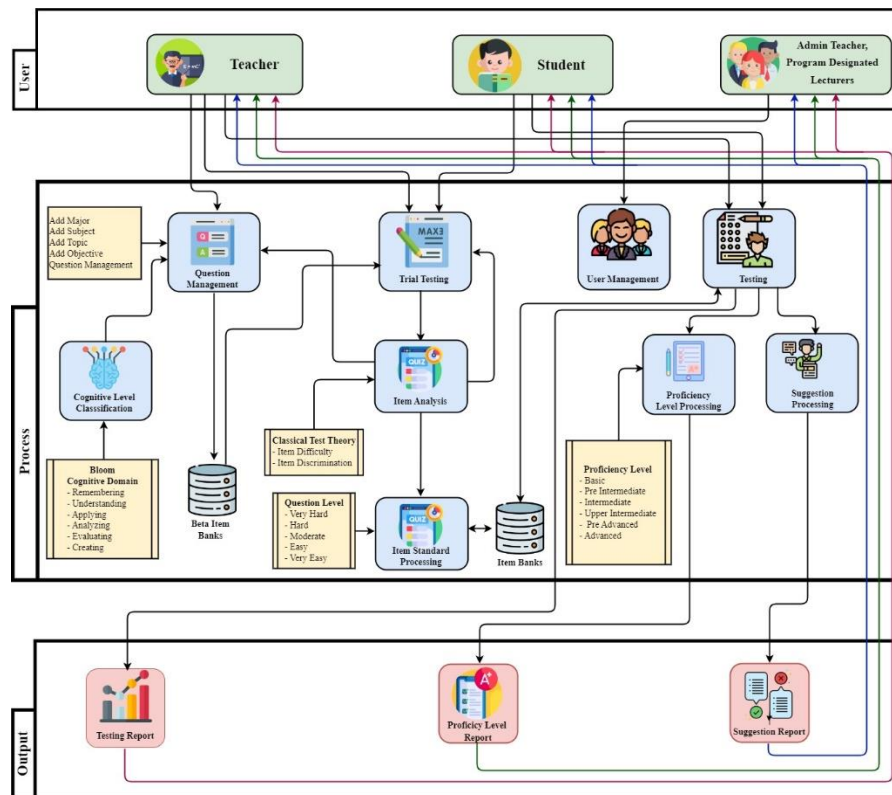 User
Teacher
Student
Admin Teacher,
Program Designated
Lecturers
Process
Add Major
Add Subject
Add Topic
Add Objective
Question Management
Q
A
Question
Management
MAX3
Trial Testing
User Management
Testing
Cognitive Level
Classsification
QUIZ
Item Analysis
Proficiency
Level Processing
Suggestion
Processing
Bloom
Cognitive Domain
- Remembering
- Understanding
- Applying
- Analyzing
- Evaluating
- Creating
Beta Item
Banks
Classical Test Theory
- Item Difficulty
- Item Discrimination
Question Level
- Very Hard
- Hard
- Moderate
- Easy
- Very Easy
QUIZ
Item Standard
Processing
Item Banks
Proficiency Level
- Basic
- Pre Intermediate
- Intermediate
- Upper Intermediate
- Pre Advanced
- Advanced
Output
Testing Report
A+
Proficicy Level
Report
Suggestion Report